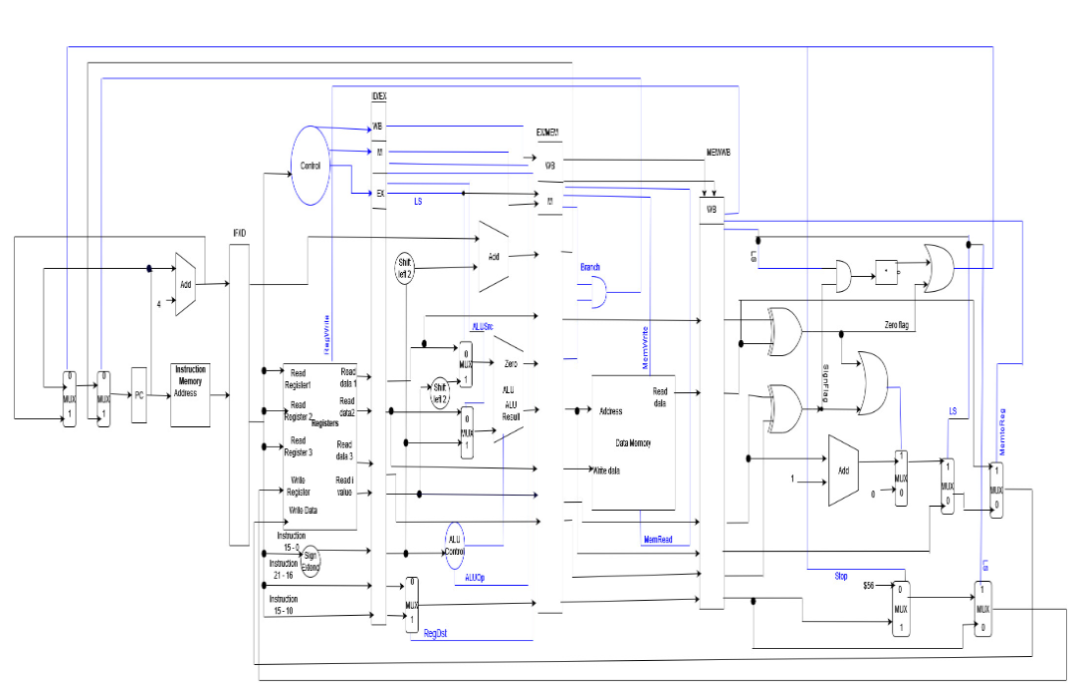 ID/EX
WB
M
EX
LS
Control
EX/MEM
WB
M
MEM/WB
WB
IF/ID
Add
4
0
MUX
1
0
MUX
1
PC
Instruction
Memory
Address
RegWrite
Read
Register1
Read
Register 2
Registers
Read
Register 3
Write
Register
Write Data
Read
data 1
Read
data2
Read
data 3
Read i
value
Instruction
15 - 0
Sign
Extend
Instruction
21 - 16
Instruction
15 - 10
Shift
left 2
Add
ALUSrc
0
MUX
1
Shift
left 2
0
MUX
1
Zero
ALU
ALU
Result
ALU
Control
ALUOp
0
MUX
1
RegDst
Branch
MemWrite
Address
Read
data
Data Memory
Write data
MemRead
LS
Zero flag
SignFlag
Add
1
1
MUX
0
0
LS
1
MUX
0
MemtoReg
1
MUX
0
Stop
$56
0
MUX
1
LS
1
MUX
0